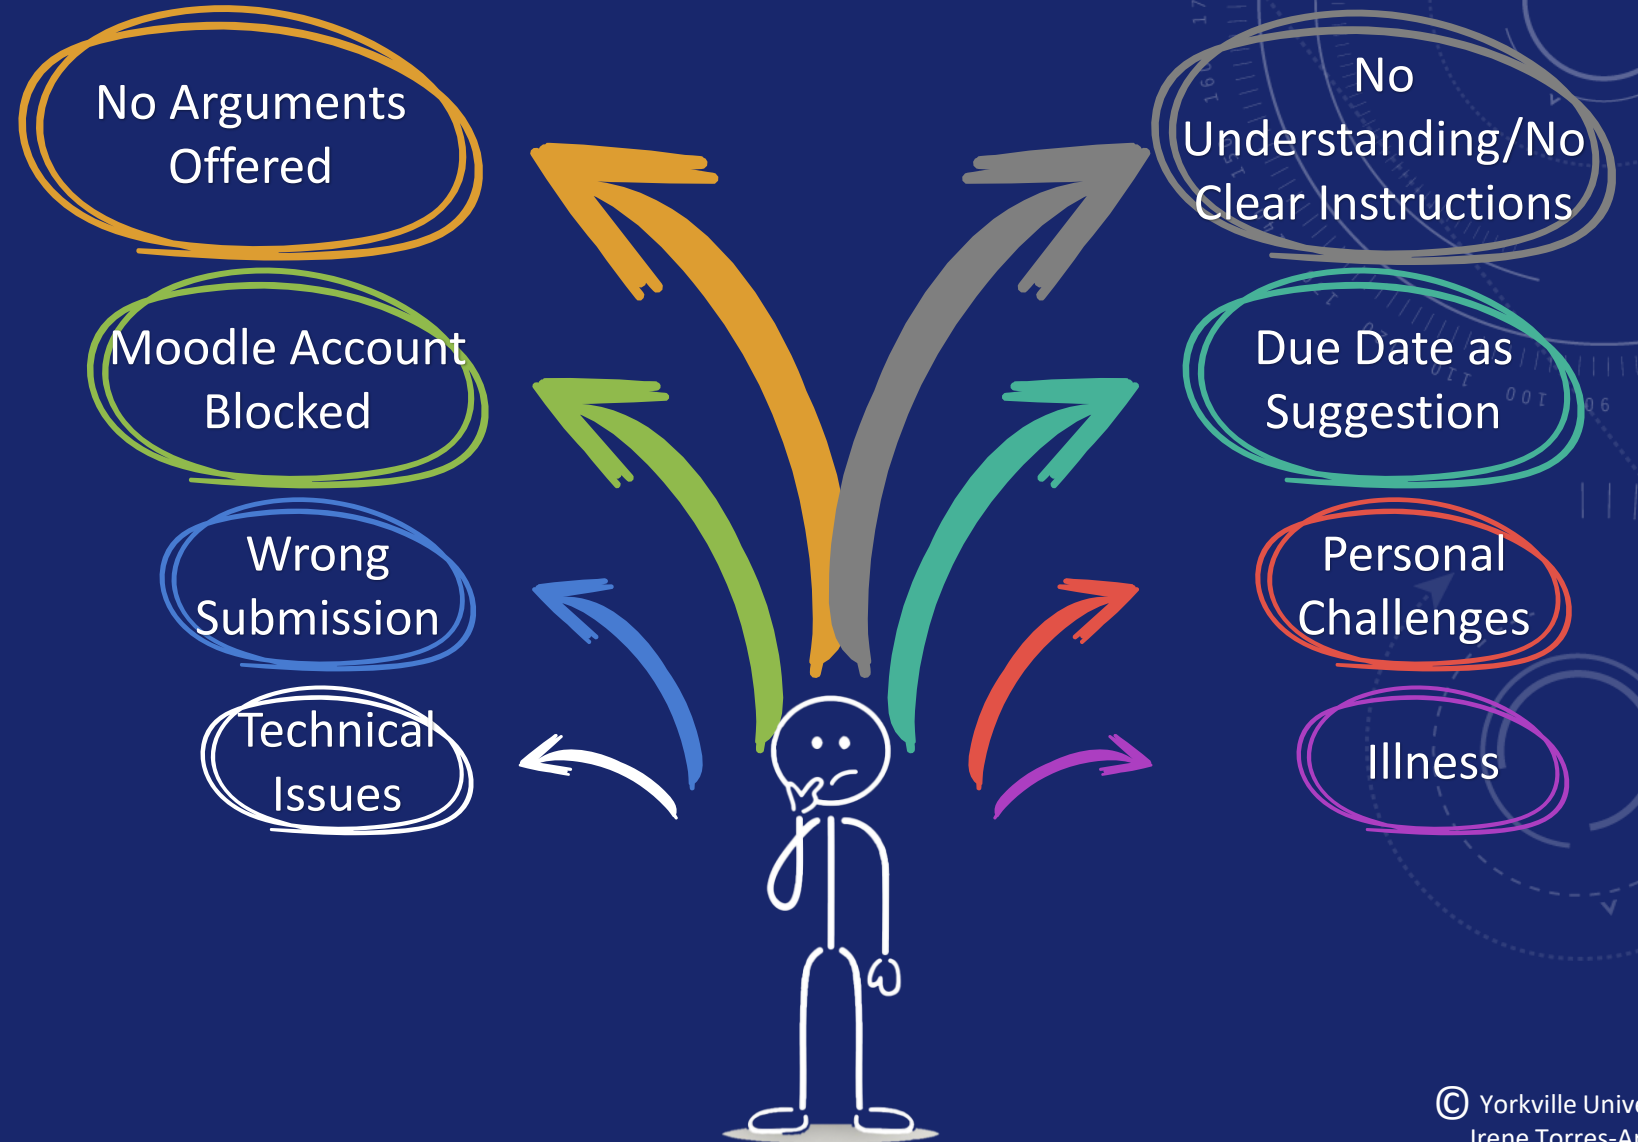 No Arguments
Offered
No
Understanding/No
Clear Instructions
Moodle Account
Blocked
Due Date as
Suggestion
Wrong
Submission
Personal
Challenges
Technical
Issues
Illness
© Yorkville
Irene